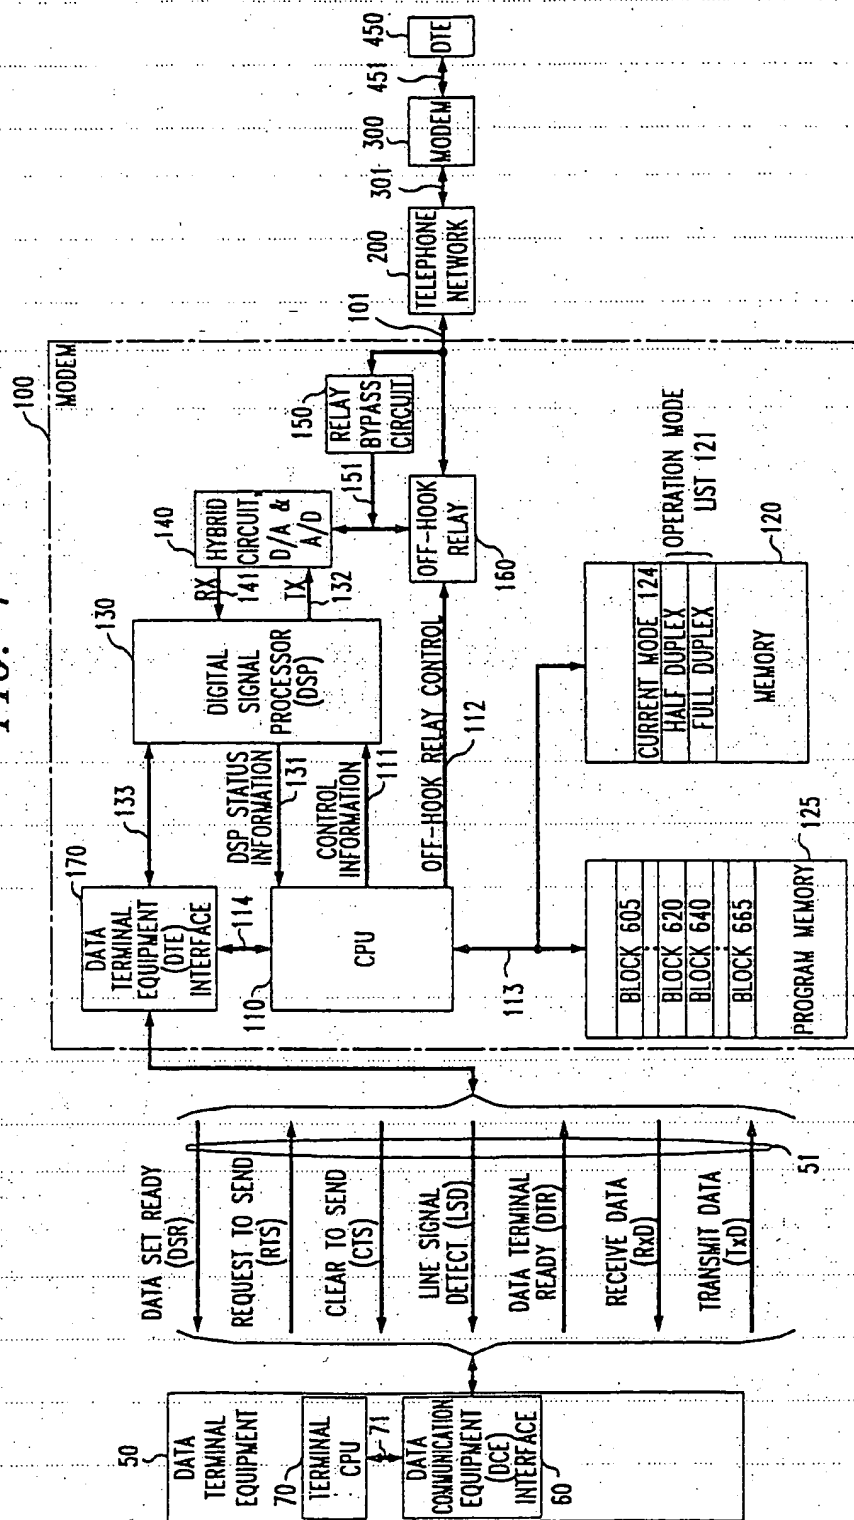 50
DATA
TERMINAL
EQUIPMENT
70
TERMINAL
CPU
71
DATA
COMMUNICATION
EQUIPMENT
(DCE)
INTERFACE
60
DATA SET READY
(DSR)
REQUEST TO SEND
(RTS)
CLEAR TO SEND
(CTS)
LINE SIGNAL
DETECT (LSD)
DATA TERMINAL
READY (DTR)
RECEIVE DATA
(RxD)
TRANSMIT DATA
(TxD)
51
100
MODEM
170
DATA
TERMINAL
EQUIPMENT
(DTE)
INTERFACE
114
133
110
CPU
DSP STATUS
INFORMATION
131
CONTROL
INFORMATION
111
OFF-HOOK RELAY CONTROL
112
113
130
DIGITAL
SIGNAL
PROCESSOR
(DSP)
RX
141
TX
132
140
HYBRID
CIRCUIT,
D/A &
A/D
151
150
RELAY
BYPASS
CIRCUIT
OFF-HOOK
RELAY
160
BLOCK 605
BLOCK 620
BLOCK 640
BLOCK 665
PROGRAM MEMORY
125
CURRENT MODE 124
HALF DUPLEX
FULL DUPLEX
MEMORY
120
OPERATION MODE
LIST 121
101
200
TELEPHONE
NETWORK
301
300
MODEM
451
450
DTE